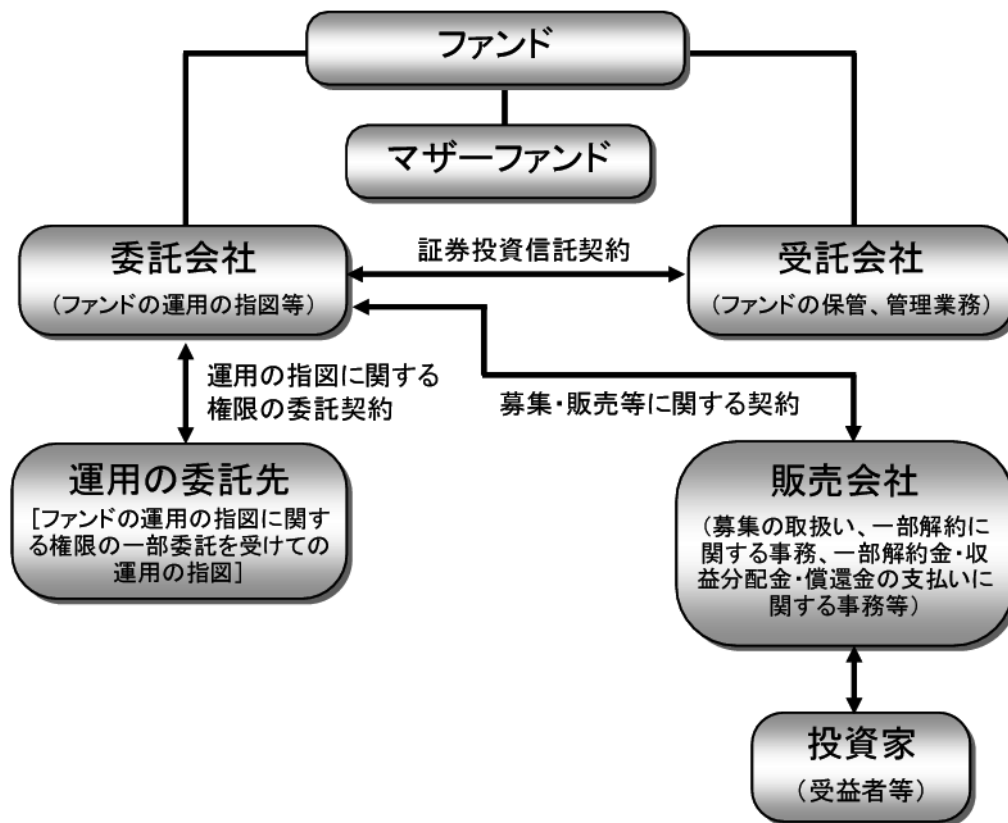 ファンド
マザーファンド
委託会社
（ファンドの運用の指図等）
証券投資信託契約
受託会社
（ファンドの保管、管理業務）
運用の指図に関する
権限の委託契約
募集・販売等に関する契約
運用の委託先
［ファンドの運用の指図に関す
る権限の一部委託を受けての
運用の指図］
販売会社
（募集の取扱い、一部解約に
関する事務、一部解約金・収
益分配金・償還金の支払いに
関する事務等）
投資家
（受益者等）